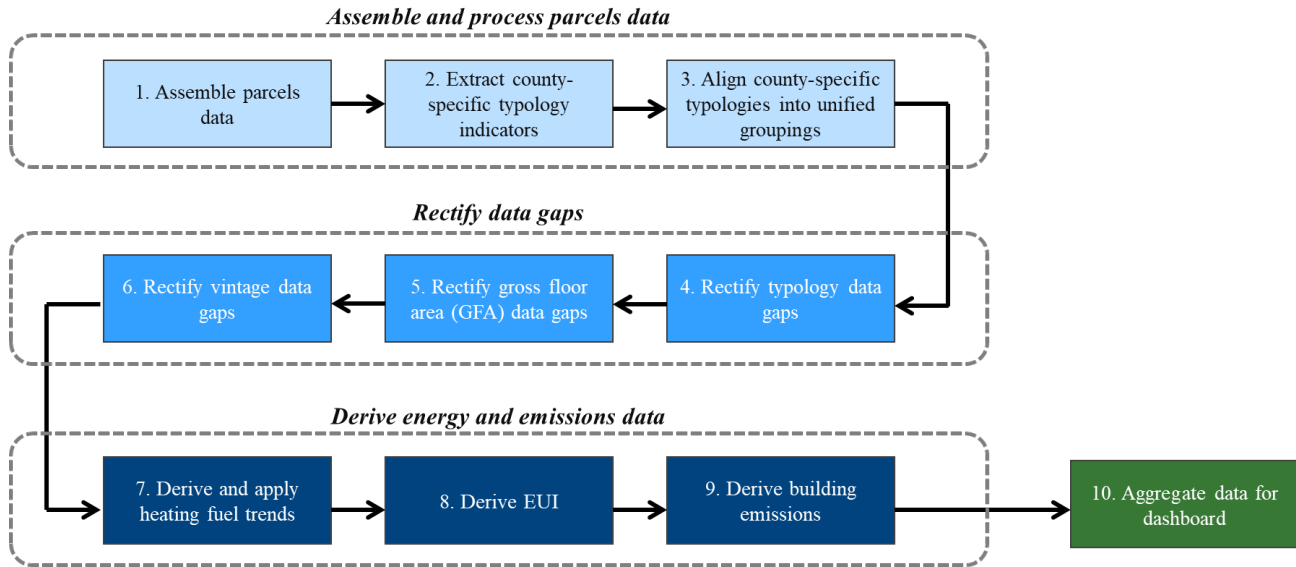 Assemble and process parcels data
1. Assemble parcels
data
2. Extract county-
specific typology
indicators
3. Align county-specific
typologies into unified
groupings
Rectify data gaps
6. Rectify vintage data
gaps
5. Rectify gross floor
area (GFA) data gaps
4. Rectify typology data
gaps
Derive energy and emissions data
7. Derive and apply
heating fuel trends
8. Derive EUI
9. Derive building
emissions
10. Aggregate data for
dashboard